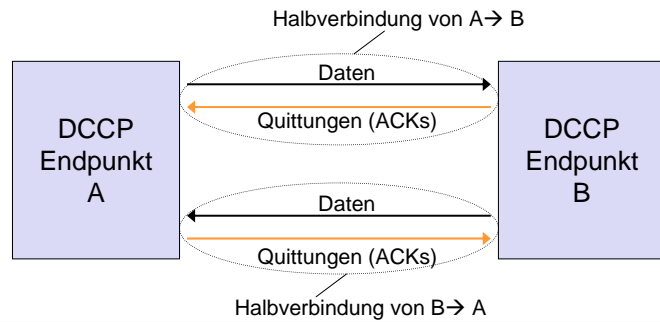 Halbverbindung von A→ B
Daten
Quittungen (ACKs)
DCCP
Endpunkt
A
DCCP
Endpunkt
B
Daten
Quittungen (ACKs)
Halbverbindung von B→ A